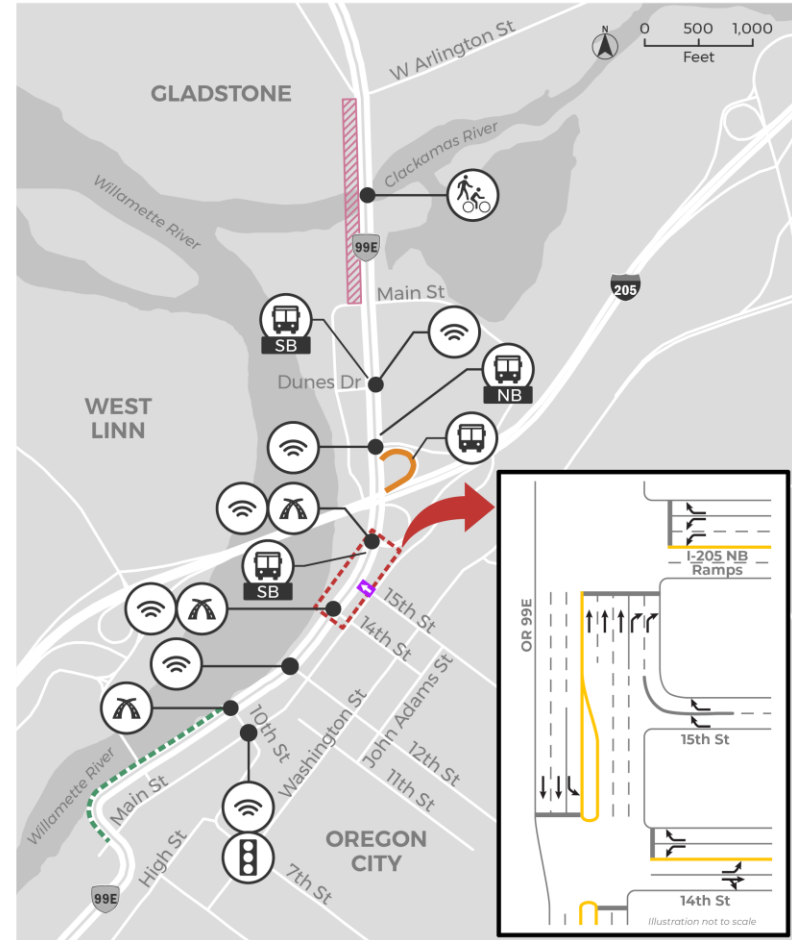 W Arlington St
N
0 500 1,000
Feet
GLADSTONE
Clackamas River
Willamette River
99E
205
Main St
SB
Dunes Dr
NB
WEST
LINN
SB
15th St
14th St
John Adams St
Washington St
12th St
11th St
10th St
Willamette River
Main St
High St
7th St
OREGON
CITY
99E
I-205 NB
Ramps
OR 99E
15th St
14th St
Illustration not to scale